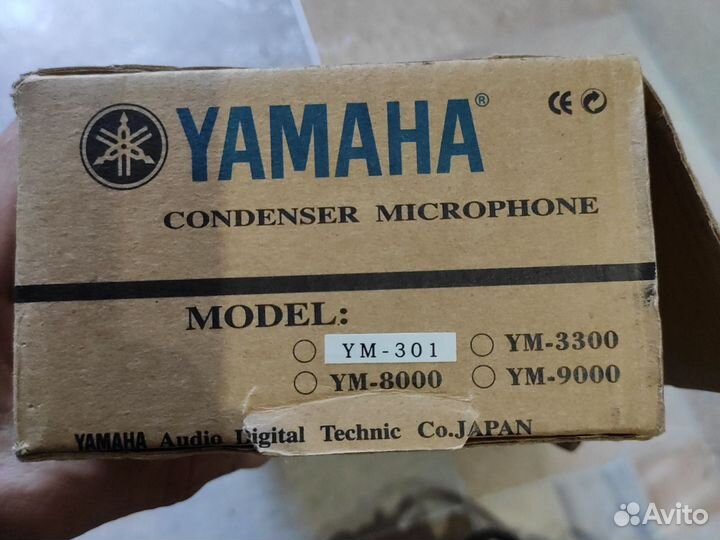 YAMAHA®
CE
CONDENSER MICROPHONE
MODEL:
YM-301 YM-3300
YM-8000 YM-9000
YAMAHA Audio Digital Technic Co.JAPAN
Avito